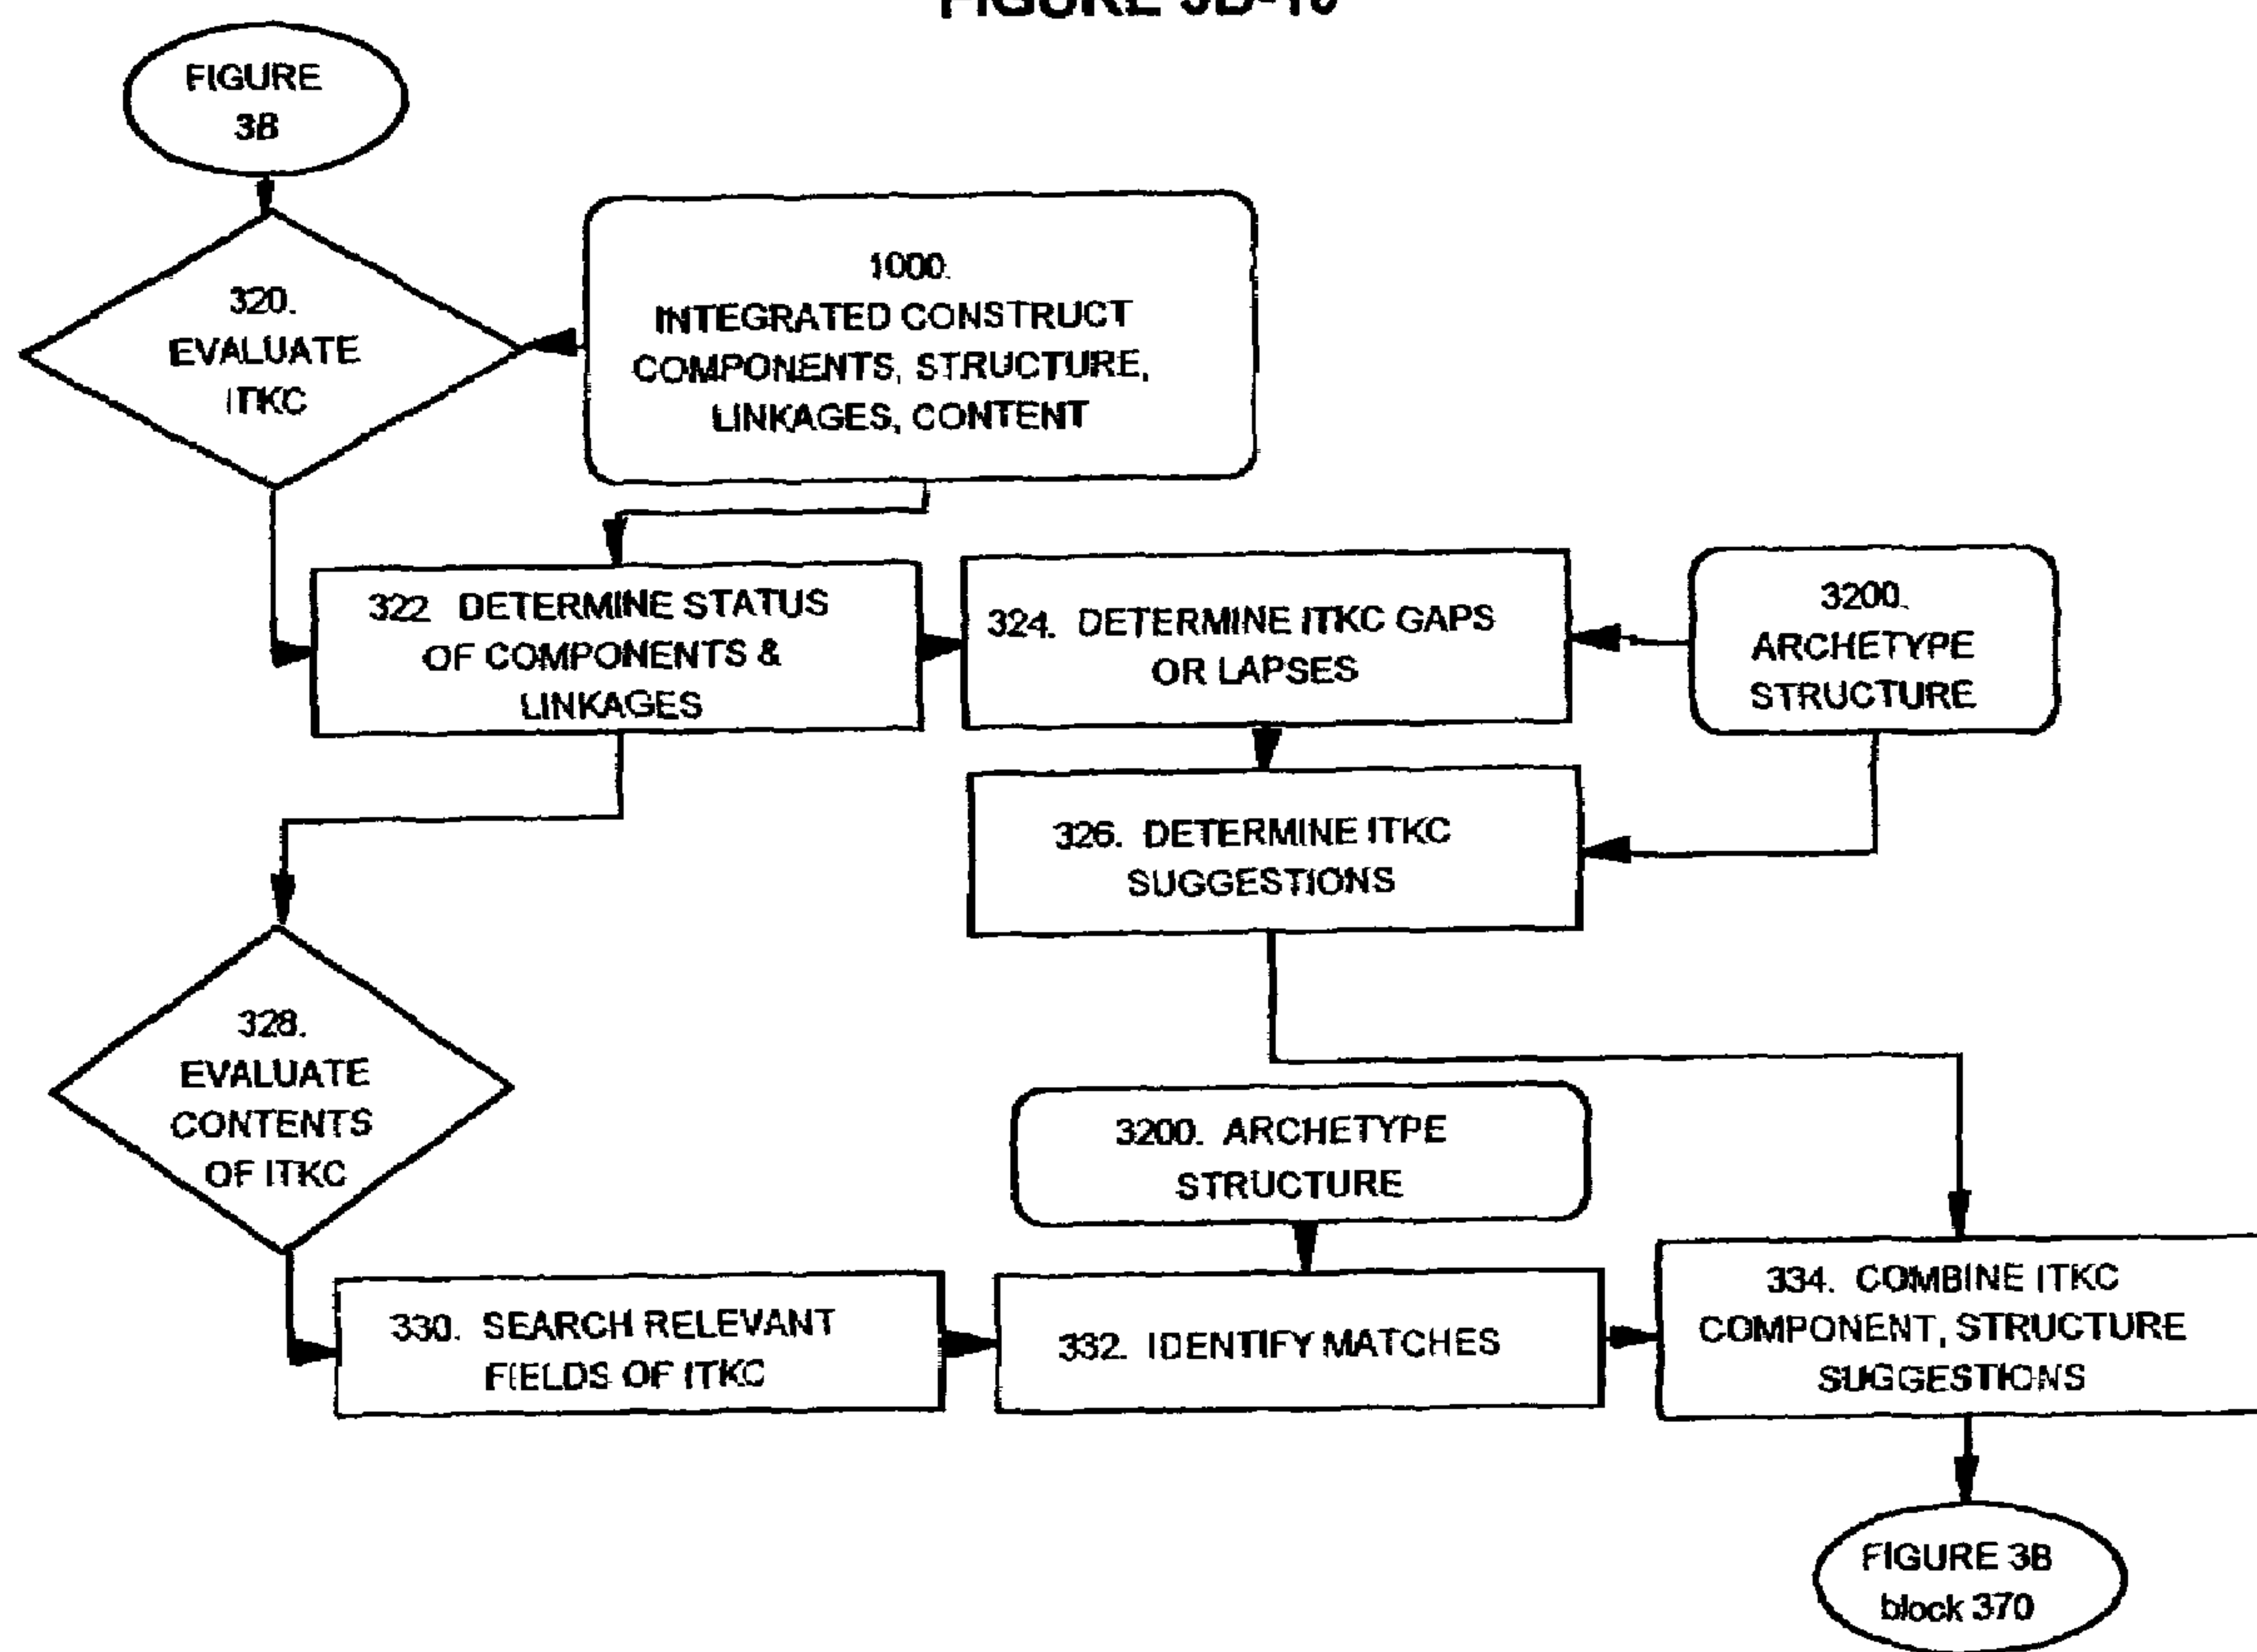 FIGURE
3B
320.
EVALUATE
ITKC
1000.
INTEGRATED CONSTRUCT
COMPONENTS, STRUCTURE,
LINKAGES, CONTENT
322 DETERMINE STATUS
OF COMPONENTS &
LINKAGES
324. DETERMINE ITKC GAPS
OR LAPSES
3200.
ARCHETYPE
STRUCTURE
326. DETERMINE ITKC
SUGGESTIONS
328.
EVALUATE
CONTENTS
OF ITKC
3200. ARCHETYPE
STRUCTURE
330. SEARCH RELEVANT
FIELDS OF ITKC
332. IDENTIFY MATCHES
334. COMBINE ITKC
COMPONENT, STRUCTURE
SUGGESTIONS
FIGURE 3B
block 370